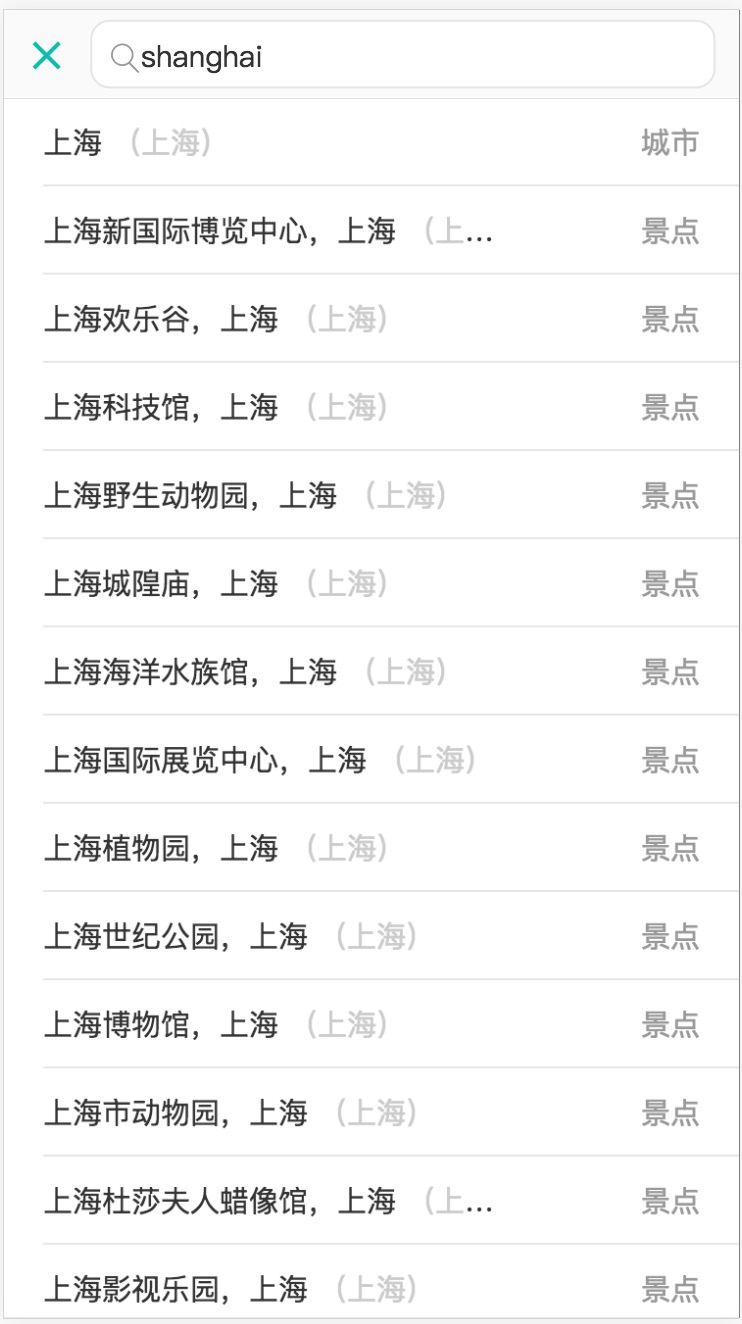 shanghai
上海 （上海） 城市
上海新国际博览中心，上海 （上... 景点
上海欢乐谷，上海 （上海） 景点
上海科技馆，上海 （上海） 景点
上海野生动物园，上海 （上海） 景点
上海城隍庙，上海 （上海） 景点
上海海洋水族馆，上海 （上海） 景点
上海国际展览中心，上海 （上海） 景点
上海植物园，上海 （上海） 景点
上海世纪公园，上海 （上海） 景点
上海博物馆，上海 （上海） 景点
上海市动物园，上海 （上海） 景点
上海杜莎夫人蜡像馆，上海 （上... 景点
上海影视乐园，上海 （上海） 景点